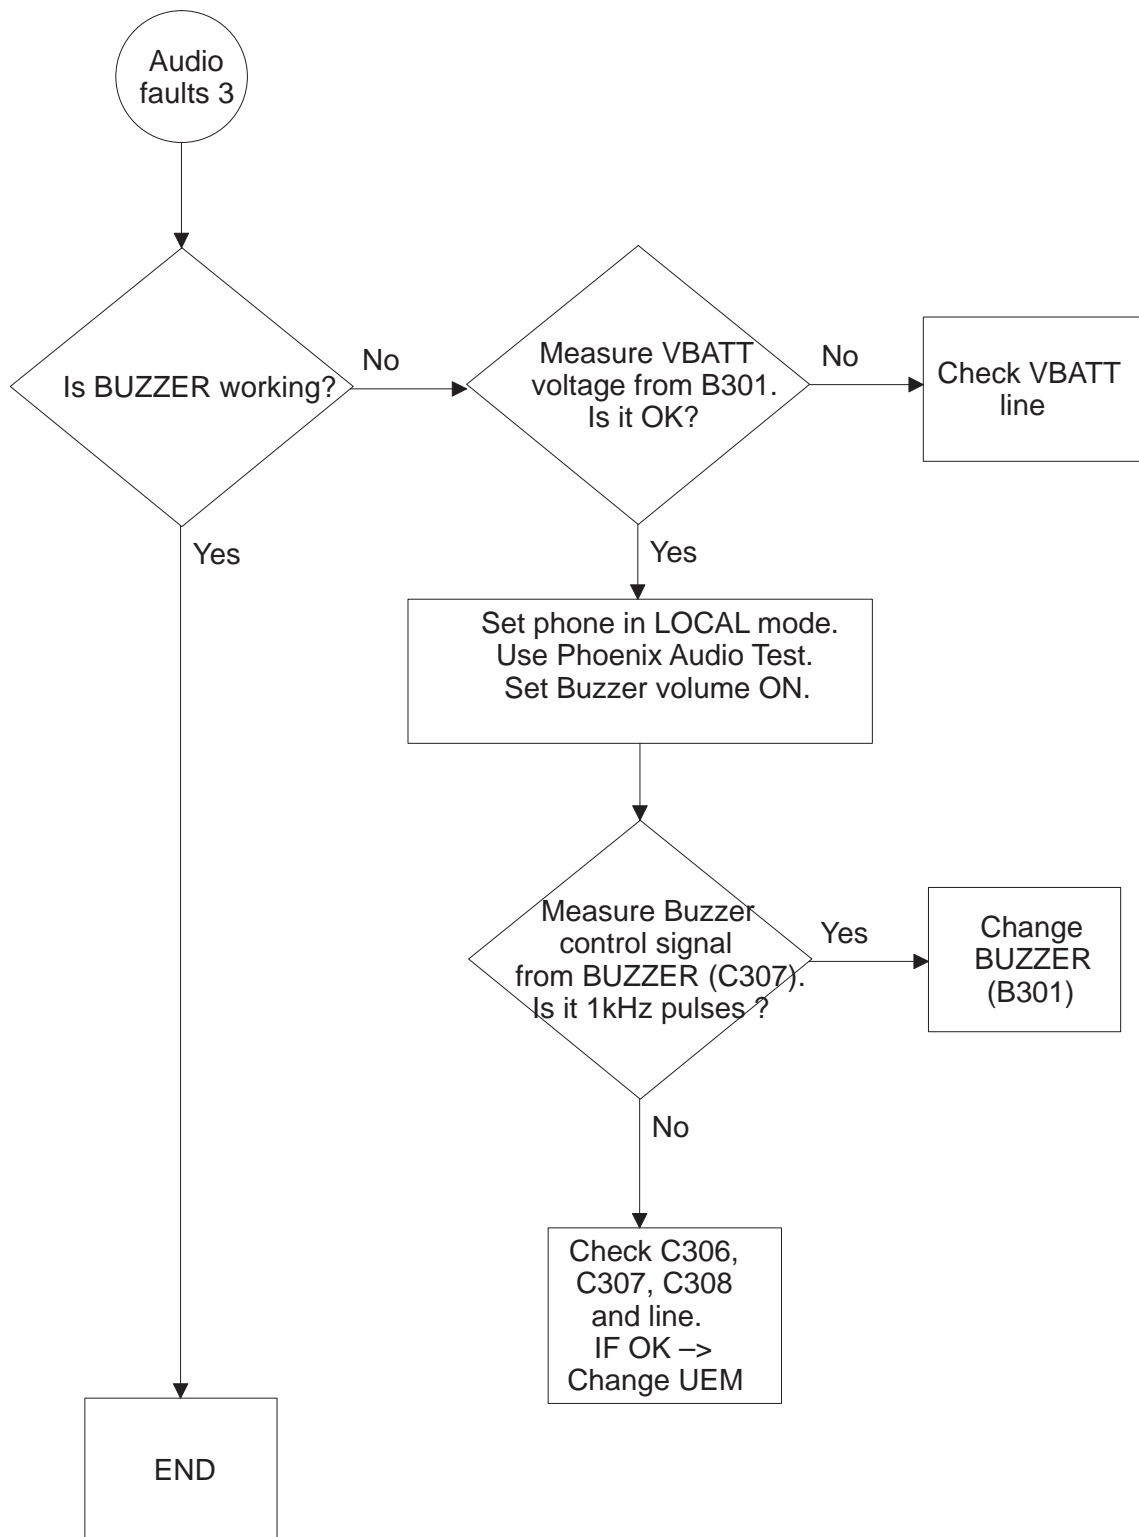 Audio
faults 3
Is BUZZER working?
No
Measure VBATT
voltage from B301.
Is it OK?
No
Check VBATT
line
Yes
Yes
Set phone in LOCAL mode.
Use Phoenix Audio Test.
Set Buzzer volume ON.
Measure Buzzer
control signal
from BUZZER (C307).
Is it 1kHz pulses ?
Yes
Change
BUZZER
(B301)
No
Check C306,
C307, C308
and line.
IF OK –>
Change UEM
END